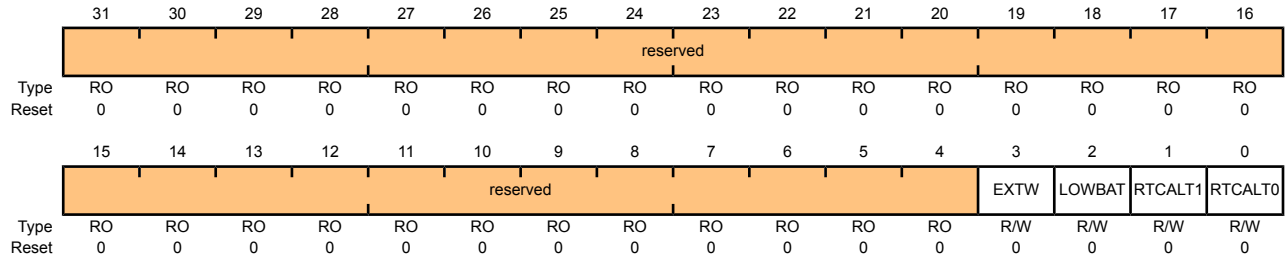 31 30 29 28 27 26 25 24 23 22 21 20 19 18 17 16
reserved
Type RO RO RO RO RO RO RO RO RO RO RO RO RO RO RO RO
Reset 0 0 0 0 0 0 0 0 0 0 0 0 0 0 0 0
15 14 13 12 11 10 9 8 7 6 5 4 3 2 1 0
reserved EXTW LOWBAT RTCALT1 RTCALT0
Type RO RO RO RO RO RO RO RO RO RO RO RO R/W R/W R/W R/W
Reset 0 0 0 0 0 0 0 0 0 0 0 0 0 0 0 0